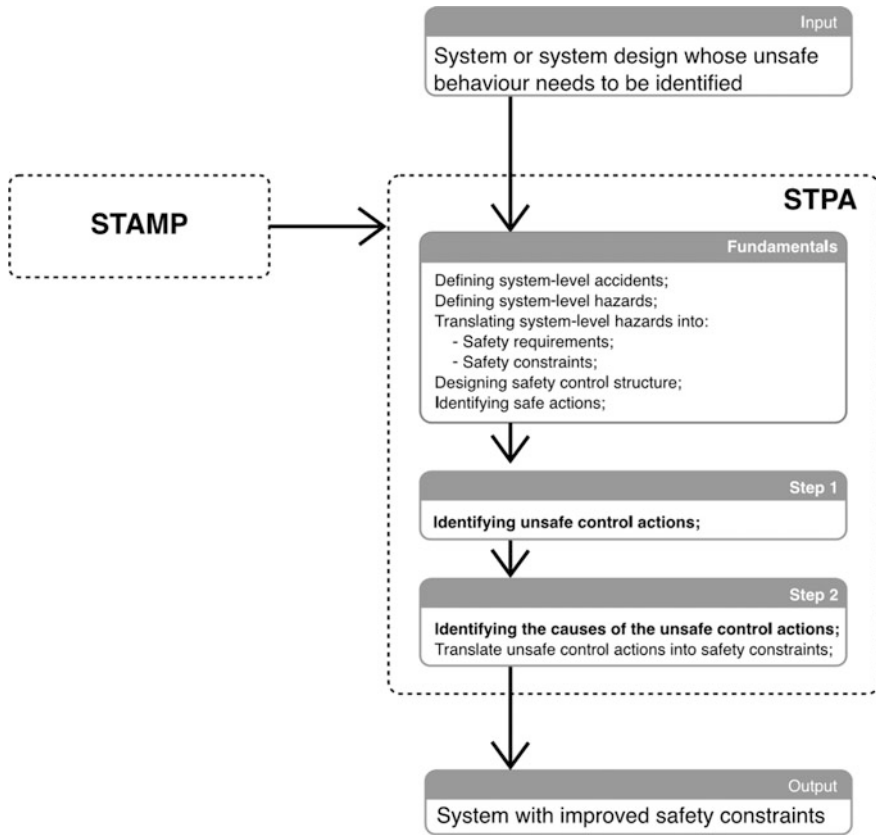 Input
System or system design whose unsafe
behaviour needs to be identified
STAMP
STPA
Fundamentals
Defining system-level accidents;
Defining system-level hazards;
Translating system-level hazards into:
- Safety requirements;
- Safety constraints;
Designing safety control structure;
Identifying safe actions;
Step 1
Identifying unsafe control actions;
Step 2
Identifying the causes of the unsafe control actions;
Translate unsafe control actions into safety constraints;
Output
System with improved safety constraints